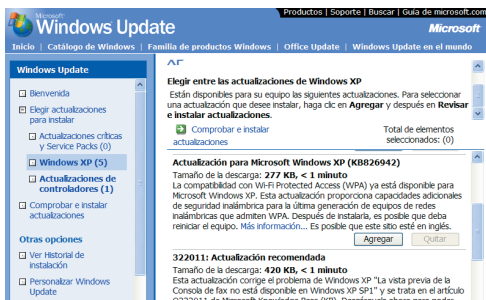 Productos | Soporte | Buscar | Guía de microsoft.com
Microsoft
Windows Update
Microsoft
Inicio | Catálogo de Windows | Familia de productos Windows | Office Update | Windows Update en el mundo
Windows Update
Bienvenida
Elegir actualizaciones
para instalar
Actualizaciones críticas
y Service Packs (0)
Windows XP (5)
Actualizaciones de
controladores (1)
Comprobar e instalar
actualizaciones
Otras opciones
Ver Historial de
instalación
Personalizar Windows
Update
Elegir entre las actualizaciones de Windows XP
Están disponibles para su equipo las siguientes actualizaciones. Para seleccionar
una actualización que desee instalar, haga clic en Agregar y después en Revisar
e instalar actualizaciones.
Comprobar e instalar
actualizaciones
Total de elementos
seleccionados: (0)
Actualización para Microsoft Windows XP (KB826942)
Tamaño de la descarga: 277 KB, < 1 minuto
La compatibilidad con Wi-Fi Protected Access (WPA) ya está disponible para
Microsoft Windows XP. Esta actualización proporciona capacidades adicionales
de seguridad inalámbrica para la última generación de equipos de redes
inalámbricas que admiten WPA. Después de instalarla, es posible que deba
reiniciar el equipo. Más información... Es posible que este sitio esté en inglés.
Agregar Quitar
322011: Actualización recomendada
Tamaño de la descarga: 420 KB, < 1 minuto
Esta actualización corrige el problema de Windows XP "La vista previa de la
Consola de fax no está disponible en Windows XP SP1" y se trata en el artículo